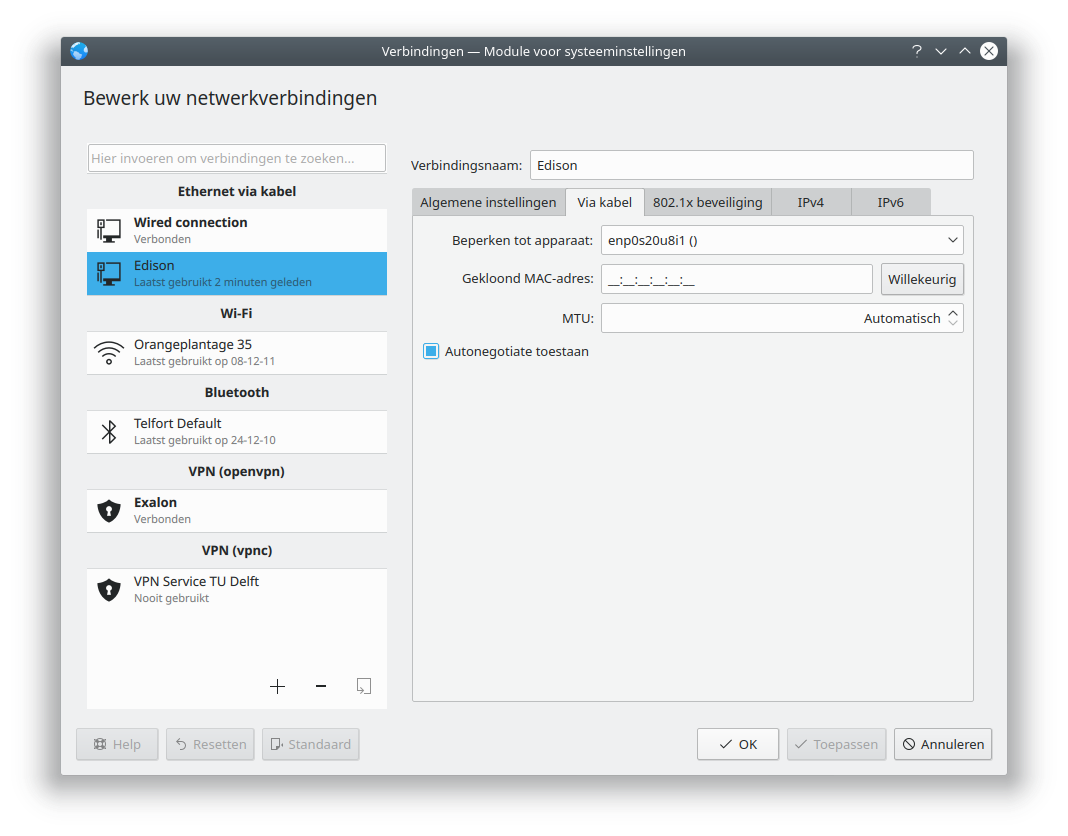 Verbindingen — Module voor systeeminstellingen
Bewerk uw netwerkverbindingen
Hier invoeren om verbindingen te zoeken...
Ethernet via kabel
Wired connection
Verbonden
Edison
Laatst gebruikt 2 minuten geleden
Wi-Fi
Orangeplantage 35
Laatst gebruikt op 08-12-11
Bluetooth
Telfort Default
Laatst gebruikt op 24-12-10
VPN (openvpn)
Exalon
Verbonden
VPN (vpnc)
VPN Service TU Delft
Nooit gebruikt
Verbindingsnaam: Edison
Algemene instellingen Via kabel 802.1x beveiliging IPv4 IPv6
Beperken tot apparaat: enp0s20u8i1 ()
Gekloond MAC-adres: __:__:__:__:__:__ Willekeurig
MTU: Automatisch
Autonegotiate toestaan
Help Resetten Standaard OK Toepassen Annuleren